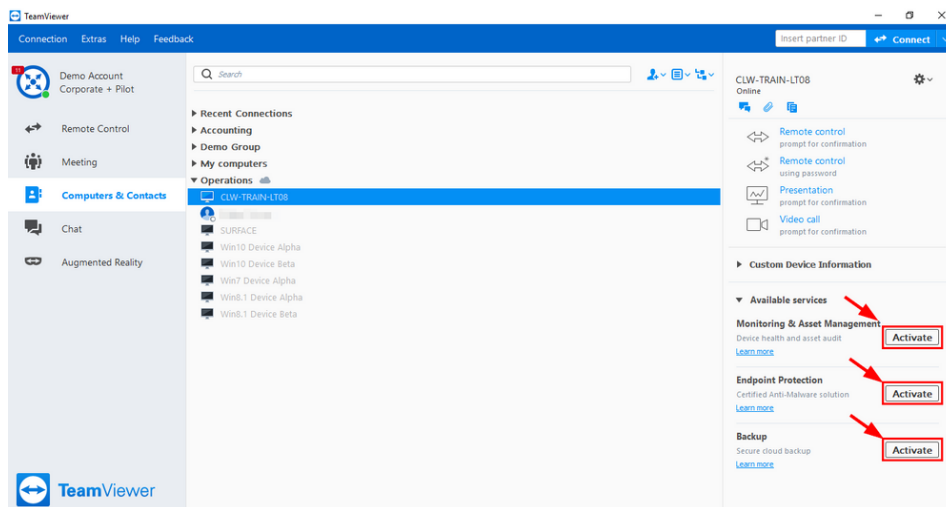 TeamViewer
Connection Extras Help Feedback
Insert partner ID
Connect
11
Demo Account
Corporate + Pilot
Remote Control
Meeting
Computers & Contacts
Chat
Augmented Reality
TeamViewer
Search
Recent Connections
Accounting
Demo Group
My computers
Operations
CLW-TRAIN-LT08
SURFACE
Win10 Device Alpha
Win10 Device Beta
Win7 Device Alpha
Win8.1 Device Alpha
Win8.1 Device Beta
CLW-TRAIN-LT08
Online
Remote control
prompt for confirmation
Remote control
using password
Presentation
prompt for confirmation
Video call
prompt for confirmation
Custom Device Information
Available services
Monitoring & Asset Management
Device health and asset audit
Activate
Learn more
Endpoint Protection
Certified Anti-Malware solution
Activate
Learn more
Backup
Secure cloud backup
Activate
Learn more